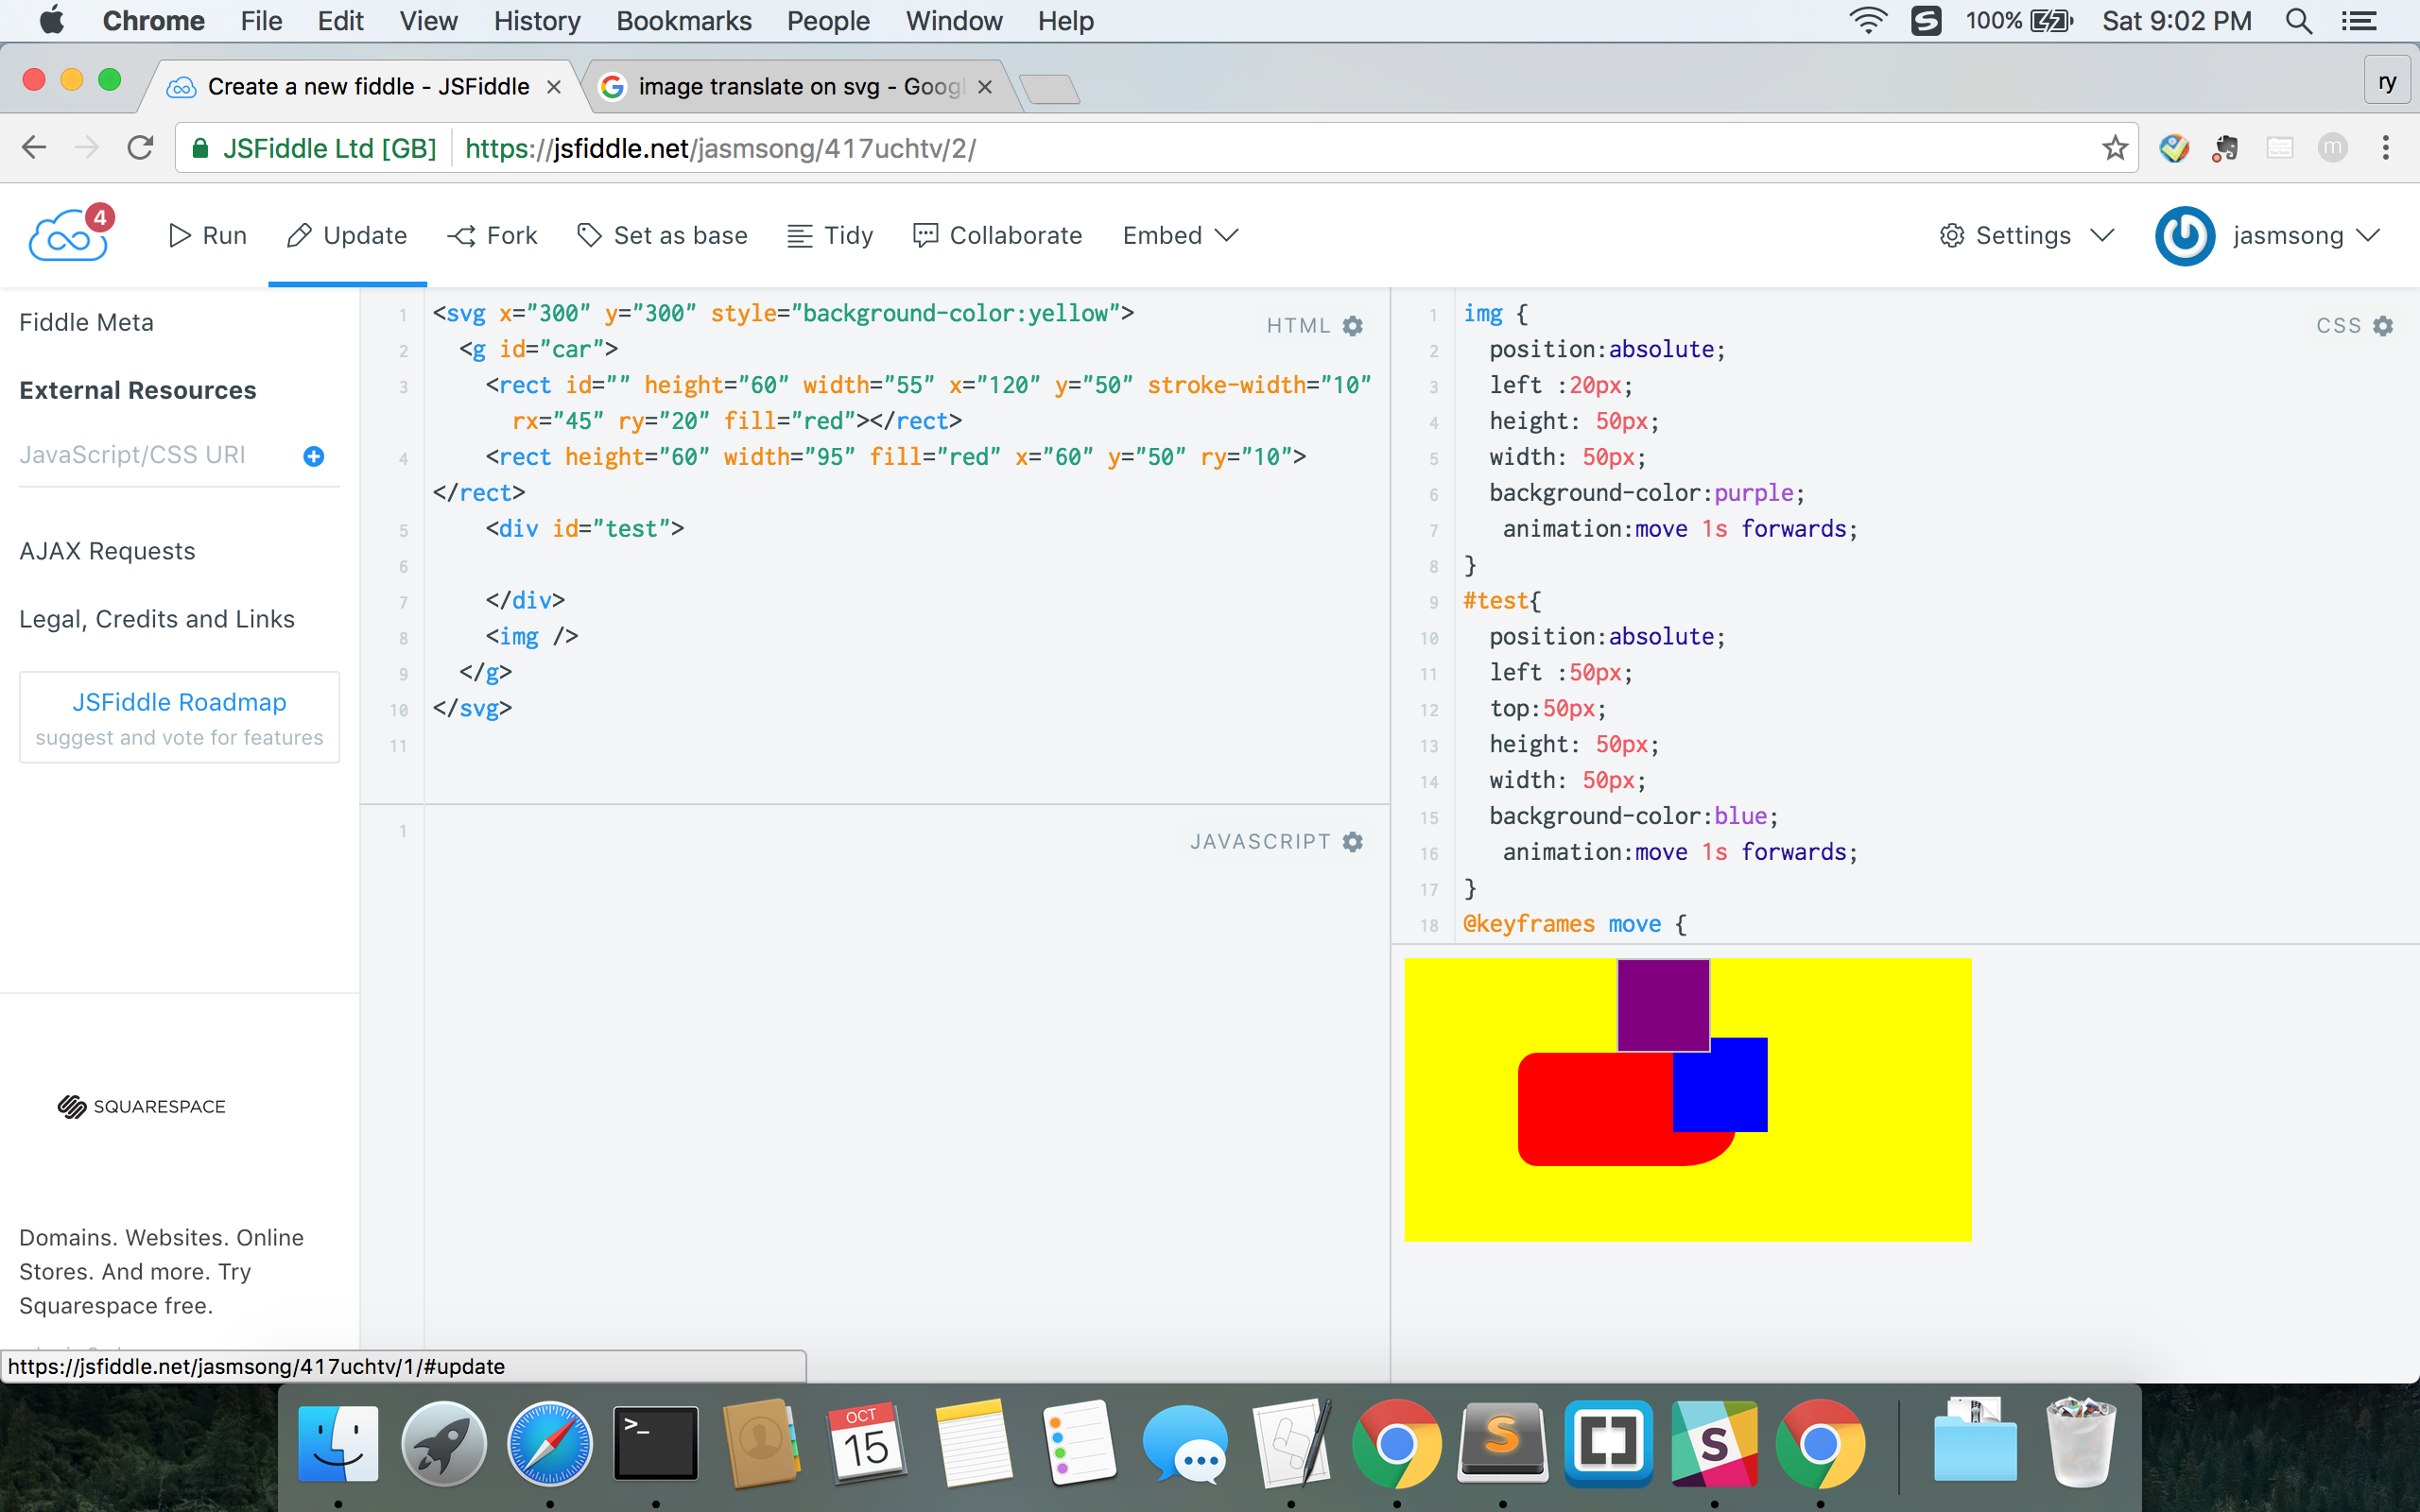 Chrome File Edit View History Bookmarks People Window Help 100% Sat 9:02 PM
Create a new fiddle - JSFiddle image translate on svg - Goog ry
JSFiddle Ltd [GB] https://jsfiddle.net/jasmsong/417uchtv/2/ m
4 Run Update Fork Set as base Tidy Collaborate Embed Settings jasmsong
Fiddle Meta
External Resources
JavaScript/CSS URI
AJAX Requests
Legal, Credits and Links
JSFiddle Roadmap
suggest and vote for features
SQUARESPACE
Domains. Websites. Online
Stores. And more. Try
Squarespace free.
https://jsfiddle.net/jasmsong/417uchtv/1/#update
HTML
1 <svg x="300" y="300" style="background-color:yellow">
2 <g id="car">
3 <rect id="" height="60" width="55" x="120" y="50" stroke-width="10"
rx="45" ry="20" fill="red"></rect>
4 <rect height="60" width="95" fill="red" x="60" y="50" ry="10">
</rect>
5 <div id="test">
6
7 </div>
8 <img />
9 </g>
10 </svg>
11
JAVASCRIPT
1
CSS
1 img {
2 position:absolute;
3 left :20px;
4 height: 50px;
5 width: 50px;
6 background-color:purple;
7 animation:move 1s forwards;
8 }
9 #test{
10 position:absolute;
11 left :50px;
12 top:50px;
13 height: 50px;
14 width: 50px;
15 background-color:blue;
16 animation:move 1s forwards;
17 }
18 @keyframes move {
OCT
15